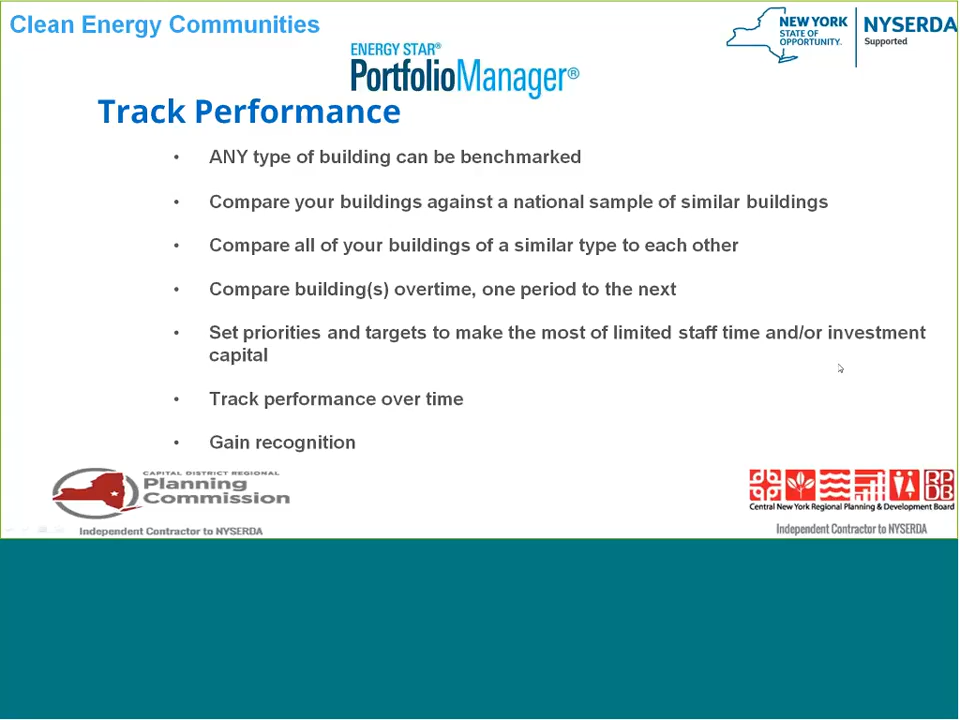 Clean Energy Communities
NEW YORK
STATE OF
OPPORTUNITY.
NYSERDA
Supported
ENERGY STAR®
PortfolioManager®
Track Performance
• ANY type of building can be benchmarked
• Compare your buildings against a national sample of similar buildings
• Compare all of your buildings of a similar type to each other
• Compare building(s) overtime, one period to the next
• Set priorities and targets to make the most of limited staff time and/or investment
capital
• Track performance over time
• Gain recognition
CAPITAL DISTRICT REGIONAL
Planning
Commission
Independent Contractor to NYSERDA
RP
DB
Central New York Regional Planning & Development Board
Independent Contractor to NYSERDA